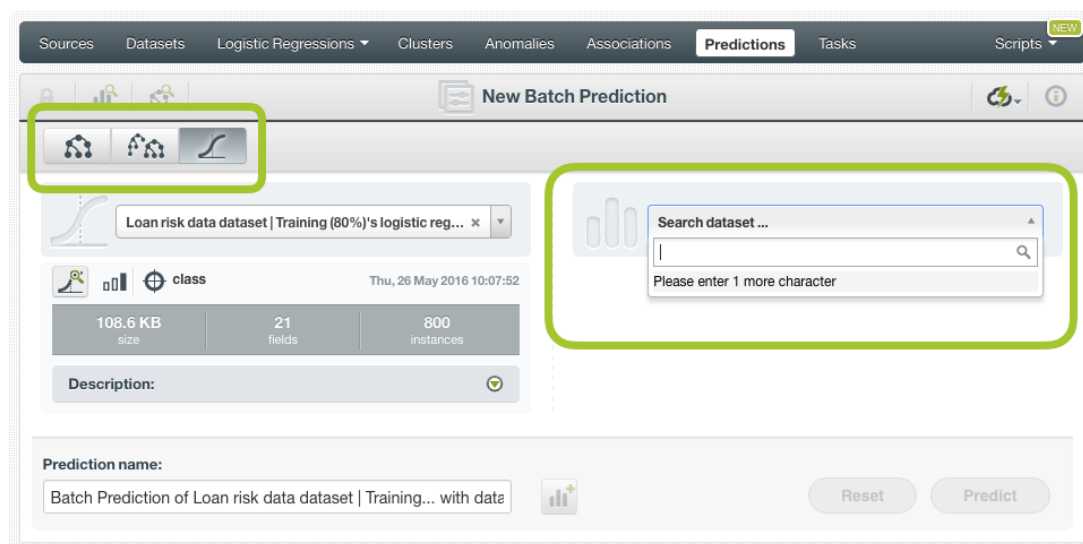 NEW
Sources Datasets Logistic Regressions Clusters Anomalies Associations Predictions Tasks Scripts
New Batch Prediction
Loan risk data dataset | Training (80%)'s logistic reg... ×
Search dataset ...
Please enter 1 more character
class Thu, 26 May 2016 10:07:52
108.6 KB 21 800
size fields instances
Description:
Prediction name:
Batch Prediction of Loan risk data dataset | Training... with data
Reset Predict